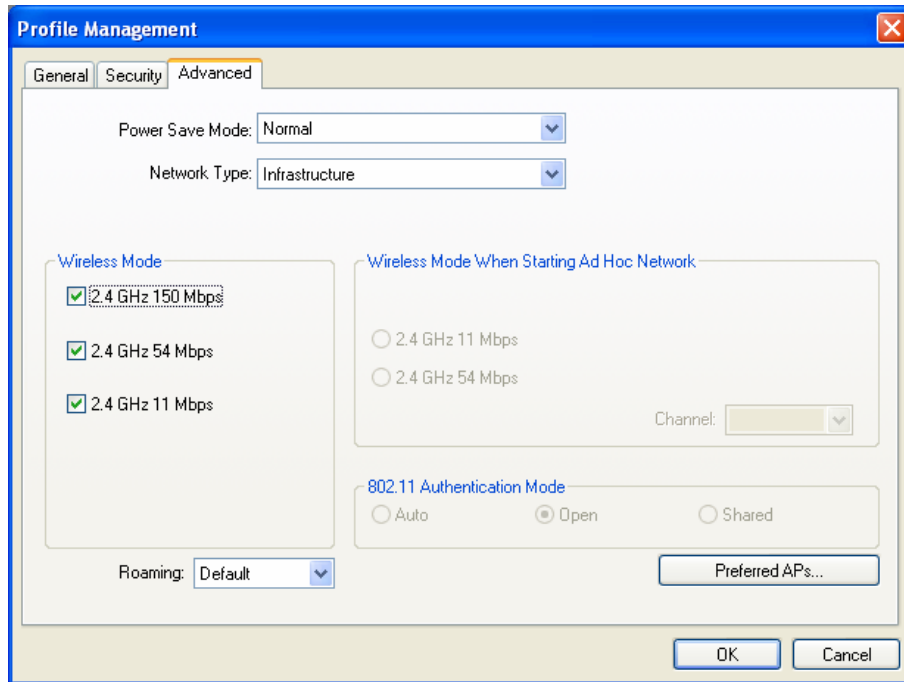 Profile Management
General Security Advanced
Power Save Mode: Normal
Network Type: Infrastructure
Wireless Mode
2.4 GHz 150 Mbps
2.4 GHz 54 Mbps
2.4 GHz 11 Mbps
Wireless Mode When Starting Ad Hoc Network
2.4 GHz 11 Mbps
2.4 GHz 54 Mbps
Channel:
802.11 Authentication Mode
Auto Open Shared
Roaming: Default
Preferred APs...
OK Cancel